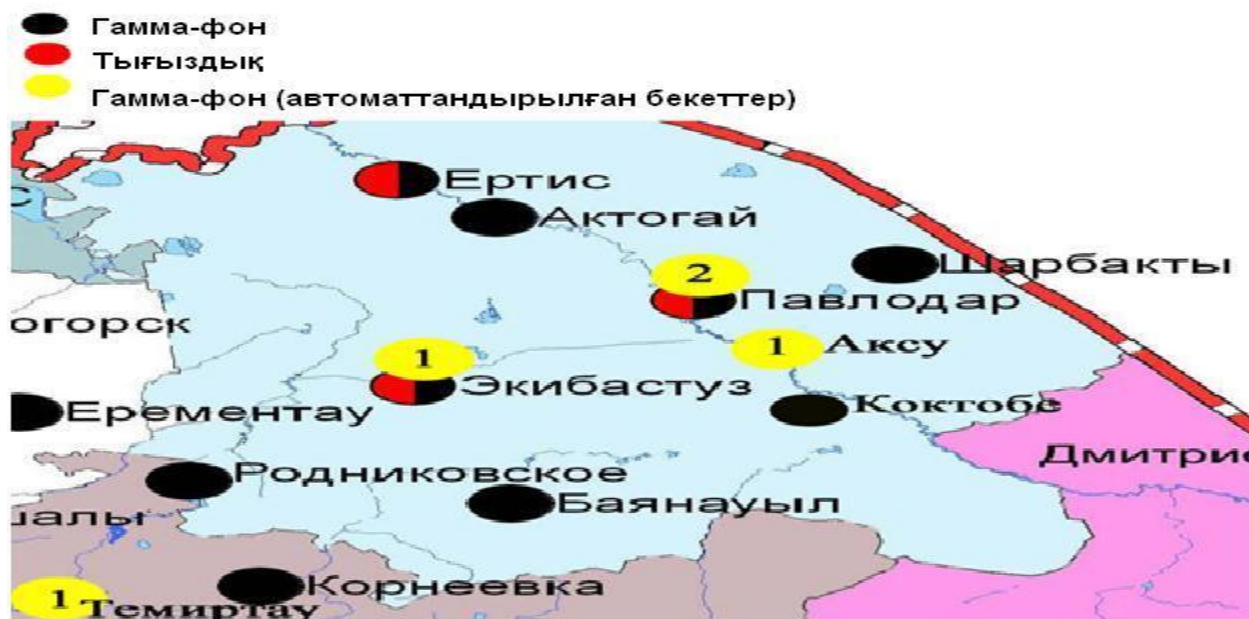 Гамма-фон
Тығыздық
Гамма-фон (автоматтандырылған бекеттер)
Ертис
Актогай
Шарбакты
2
Павлодар
1
Аксу
1
Экибастуз
Коктобе
Ерементау
Дмитрие
Родниковское
Баянауыл
Корнеевка
1
Темиртау
огорск
шалы
С